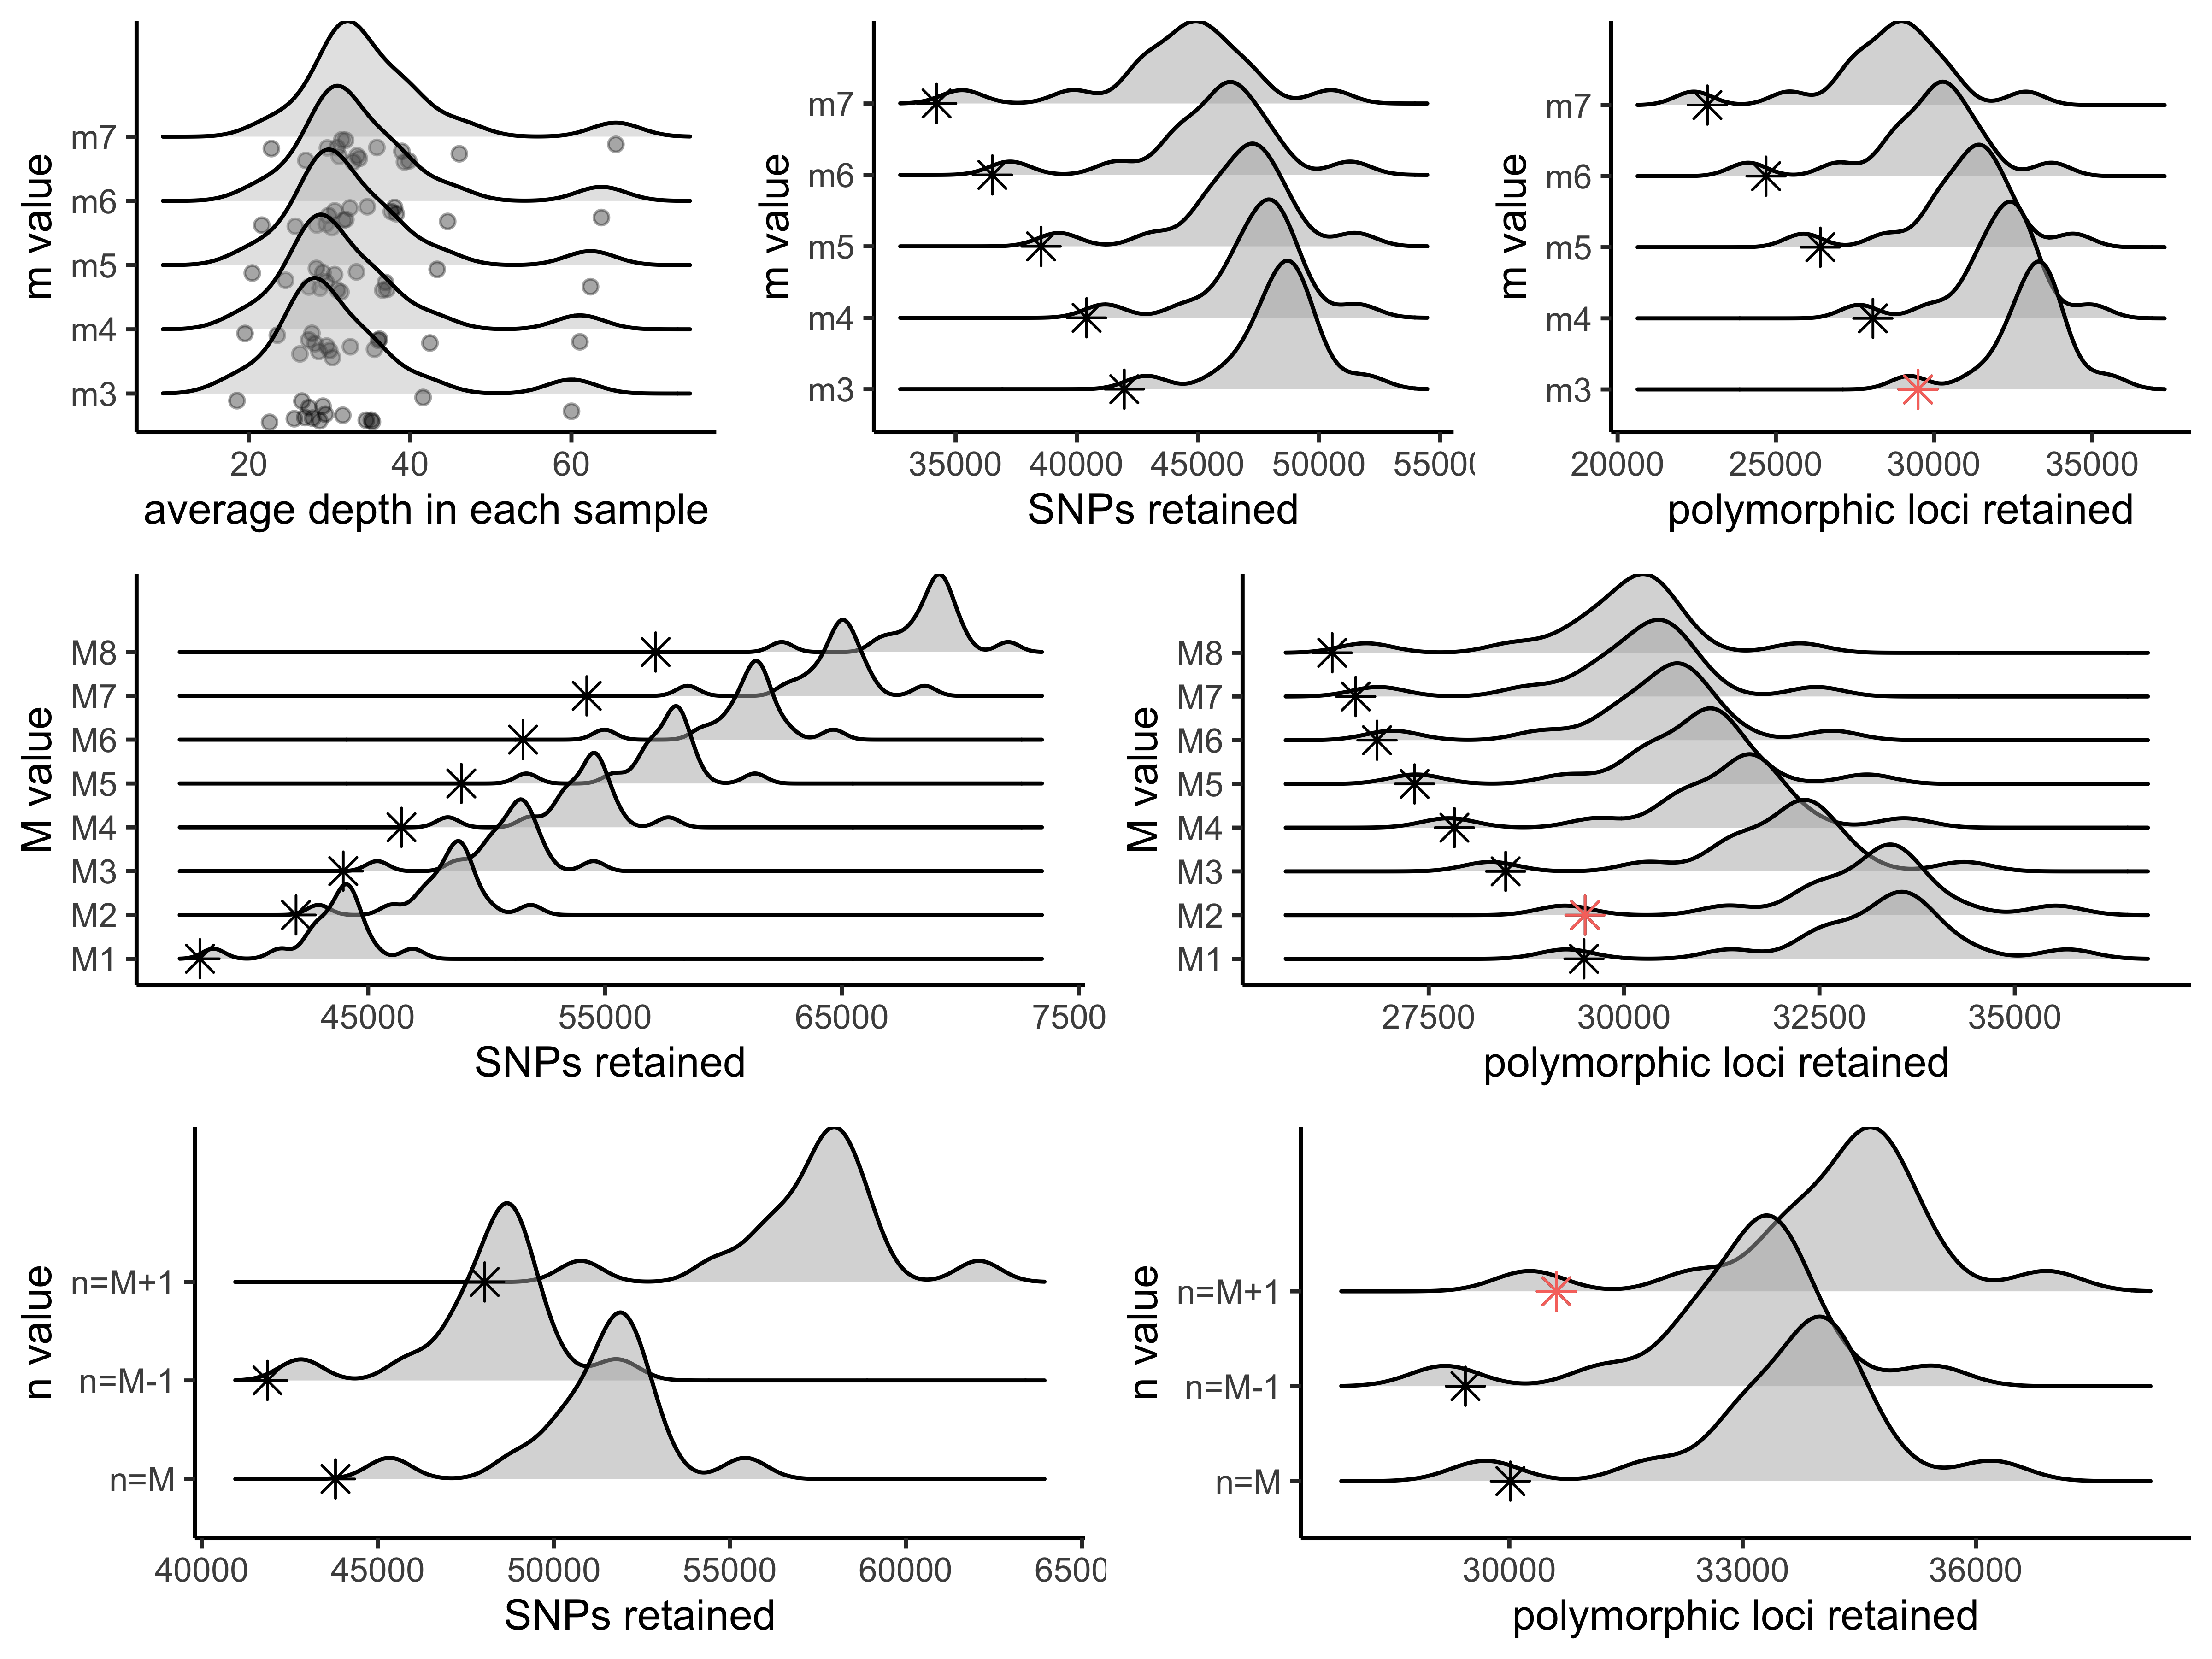 m value
m7
m6
m5
m4
m3
20 40 60
average depth in each sample
m value
m7
m6
m5
m4
m3
35000 40000 45000 50000 5500
SNPs retained
m value
m7
m6
m5
m4
m3
20000 25000 30000 35000
polymorphic loci retained
M value
M8
M7
M6
M5
M4
M3
M2
M1
45000 55000 65000 7500
SNPs retained
M value
M8
M7
M6
M5
M4
M3
M2
M1
27500 30000 32500 35000
polymorphic loci retained
n value
n=M+1
n=M-1
n=M
40000 45000 50000 55000 60000 6500
SNPs retained
n value
n=M+1
n=M-1
n=M
30000 33000 36000
polymorphic loci retained